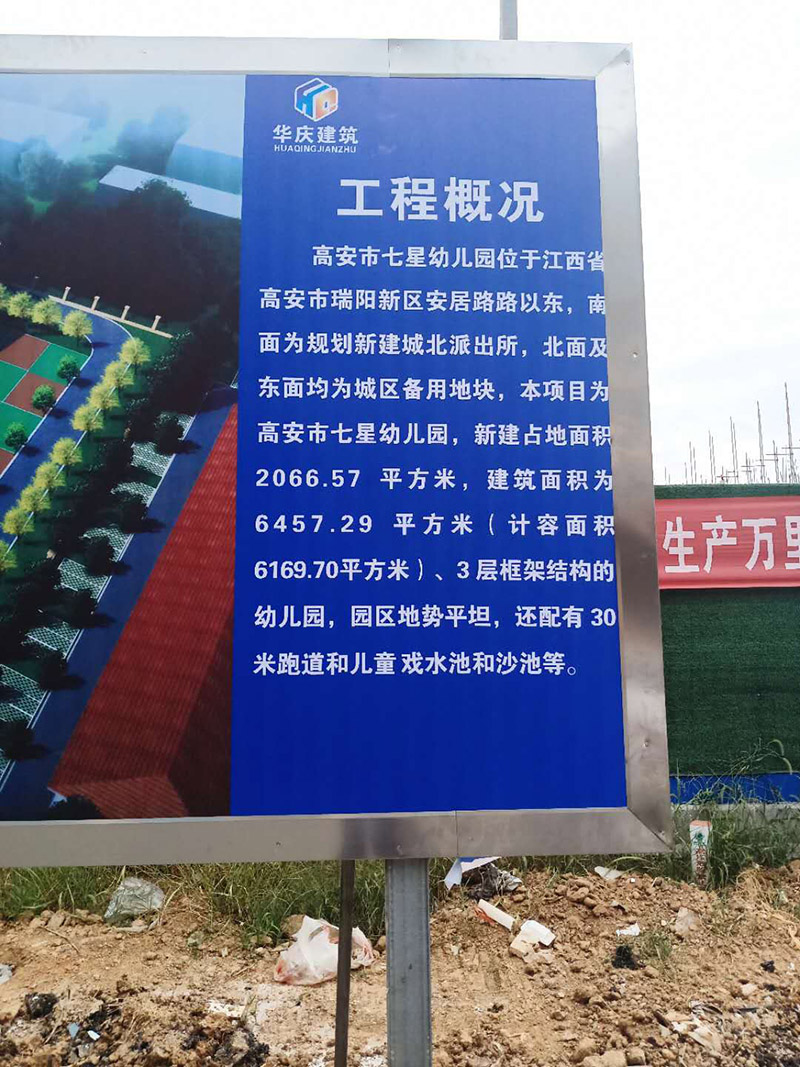 华庆建筑
HUAQINGJIANZHU
工程概况
高安市七星幼儿园位于江西省
高安市瑞阳新区安居路路以东，南
面为规划新建城北派出所，北面及
东面均为城区备用地块，本项目为
高安市七星幼儿园，新建占地面积
2066.57 平方米，建筑面积为
6457.29 平方米（计容面积
6169.70平方米）、3 层框架结构的
幼儿园，园区地势平坦，还配有 30
米跑道和儿童戏水池和沙池等。
生产万里